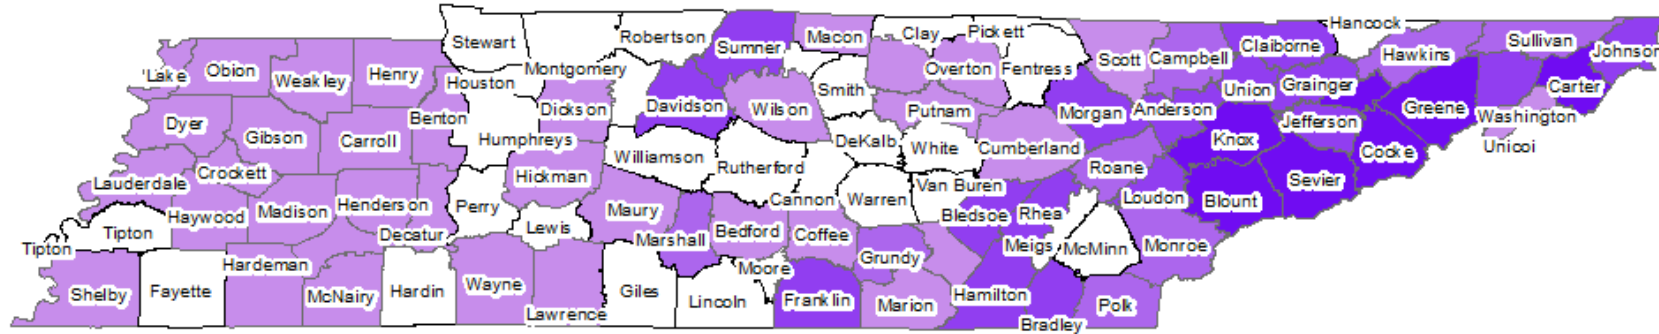 Hancock
Stewart
Robertson
Sumner
Macon
Clay
Pickett
Claiborne
Hawkins
Sullivan
Johnson
'Lake
Obion
Weakley
Henry
Houston
Montgomery
Overton
Fentress
Scott
Campbell
Union
Grainger
Greene
Carter
Dickson
Davidson
Wilson
Smith
Putnam
Morgan
Anderson
Jefferson
Washington
Dyer
Gibson
Carroll
Benton
Humphreys
Williamson
Rutherford
DeKalb
White
Cumberland
Knox
Cocke
Unicoi
Lauderdale
Crockett
Hickman
Cannon
Warren
Van Buren
Roane
Loudon
Blount
Sevier
Haywood
Madison
Henderson
Decatur
Perry
Lewis
Maury
Marshall
Bedford
Coffee
Grundy
Bledsoe
Rhea
Meigs
McMinn
Monroe
Tipton
Tipton
Shelby
Fayette
Hardeman
McNairy
Hardin
Wayne
Lawrence
Giles
Lincoln
Moore
Franklin
Marion
Hamilton
Bradley
Polk